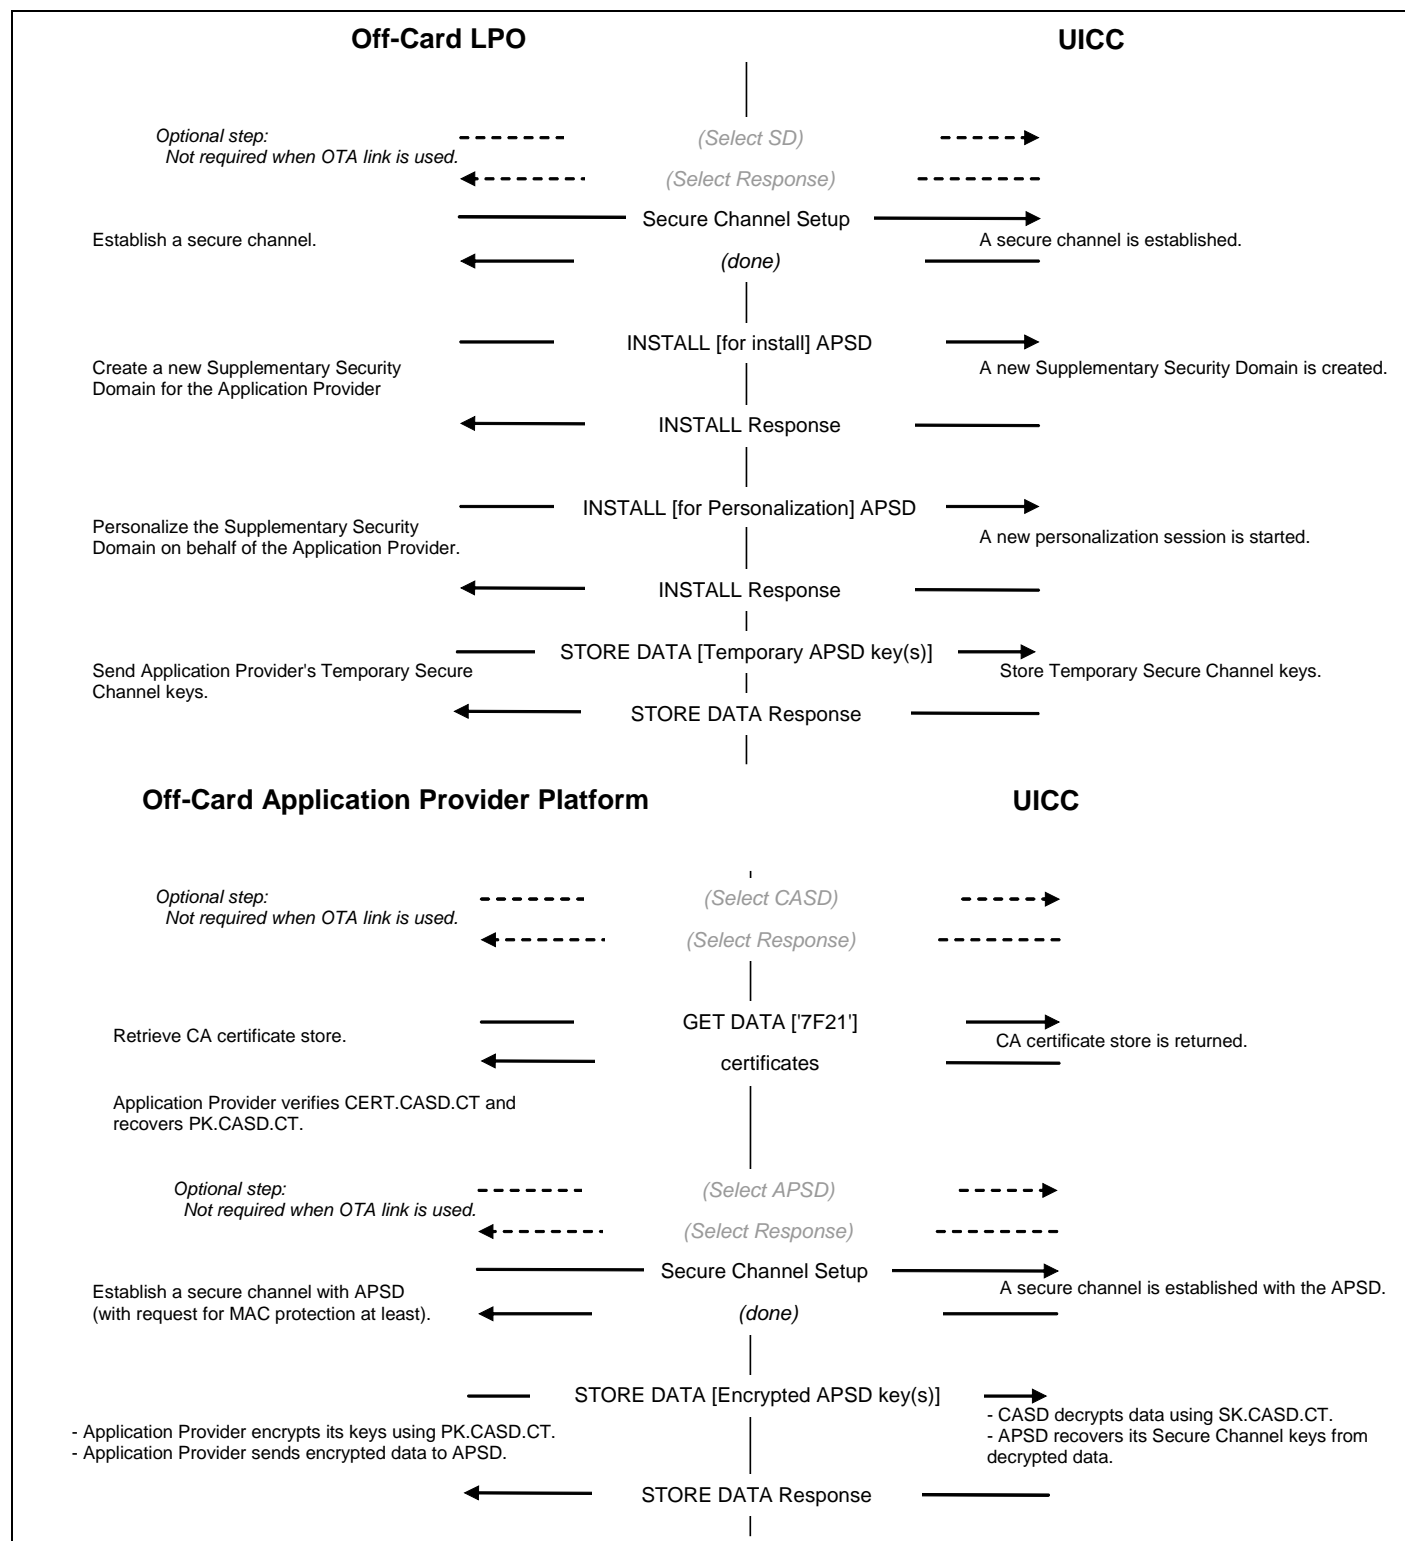 Off-Card LPO
UICC
Optional step:
Not required when OTA link is used.
(Select SD)
(Select Response)
Secure Channel Setup
Establish a secure channel.
A secure channel is established.
(done)
INSTALL [for install] APSD
Create a new Supplementary Security
Domain for the Application Provider
A new Supplementary Security Domain is created.
INSTALL Response
INSTALL [for Personalization] APSD
Personalize the Supplementary Security
Domain on behalf of the Application Provider.
A new personalization session is started.
INSTALL Response
STORE DATA [Temporary APSD key(s)]
Send Application Provider's Temporary Secure
Channel keys.
Store Temporary Secure Channel keys.
STORE DATA Response
Off-Card Application Provider Platform
UICC
Optional step:
Not required when OTA link is used.
(Select CASD)
(Select Response)
GET DATA ['7F21']
Retrieve CA certificate store.
CA certificate store is returned.
certificates
Application Provider verifies CERT.CASD.CT and
recovers PK.CASD.CT.
Optional step:
Not required when OTA link is used.
(Select APSD)
(Select Response)
Secure Channel Setup
Establish a secure channel with APSD
(with request for MAC protection at least).
A secure channel is established with the APSD.
(done)
STORE DATA [Encrypted APSD key(s)]
- Application Provider encrypts its keys using PK.CASD.CT.
- Application Provider sends encrypted data to APSD.
- CASD decrypts data using SK.CASD.CT.
- APSD recovers its Secure Channel keys from
decrypted data.
STORE DATA Response